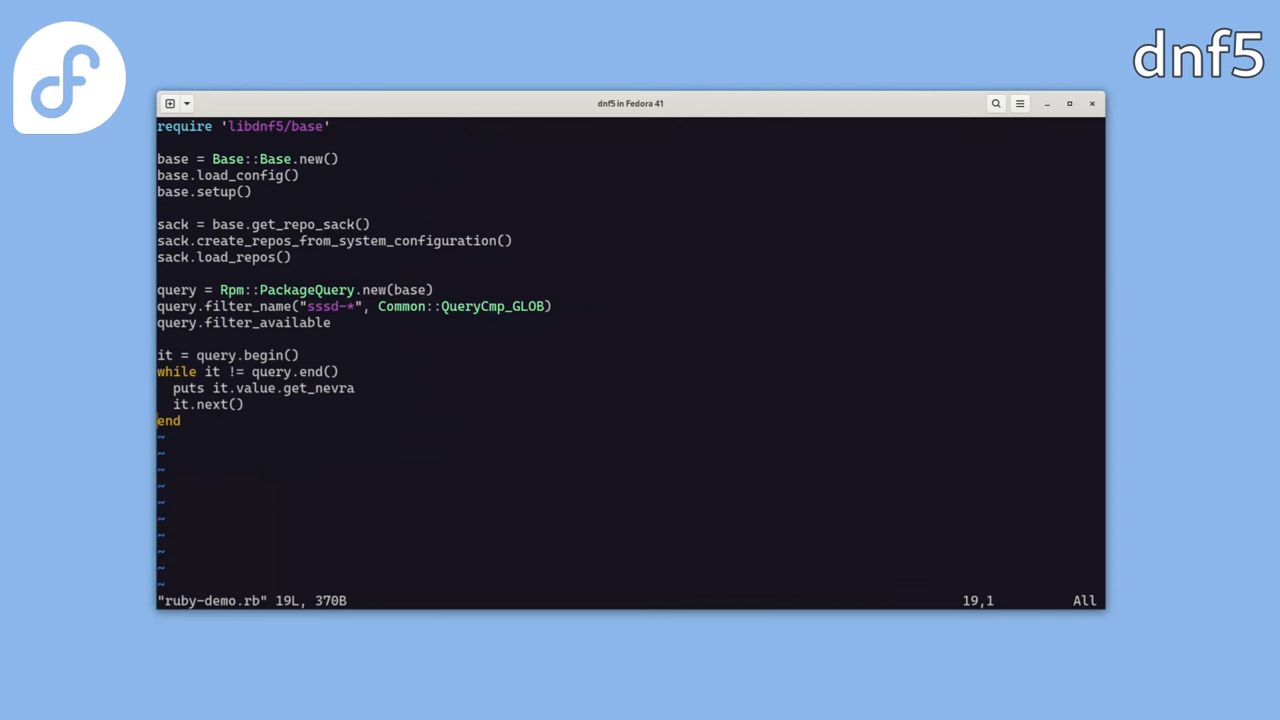 dnf5
dnf5 in Fedora 41
require 'libdnf5/base'
base = Base::Base.new()
base.load_config()
base.setup()
sack = base.get_repo_sack()
sack.create_repos_from_system_configuration()
sack.load_repos()
query = Rpm::PackageQuery.new(base)
query.filter_name("sssd-*", Common::QueryCmp_GLOB)
query.filter_available
it = query.begin()
while it != query.end()
  puts it.value.get_nevra
  it.next()
end
~
~
~
~
~
~
~
~
~
~
"ruby-demo.rb" 19L, 370B 19,1 All